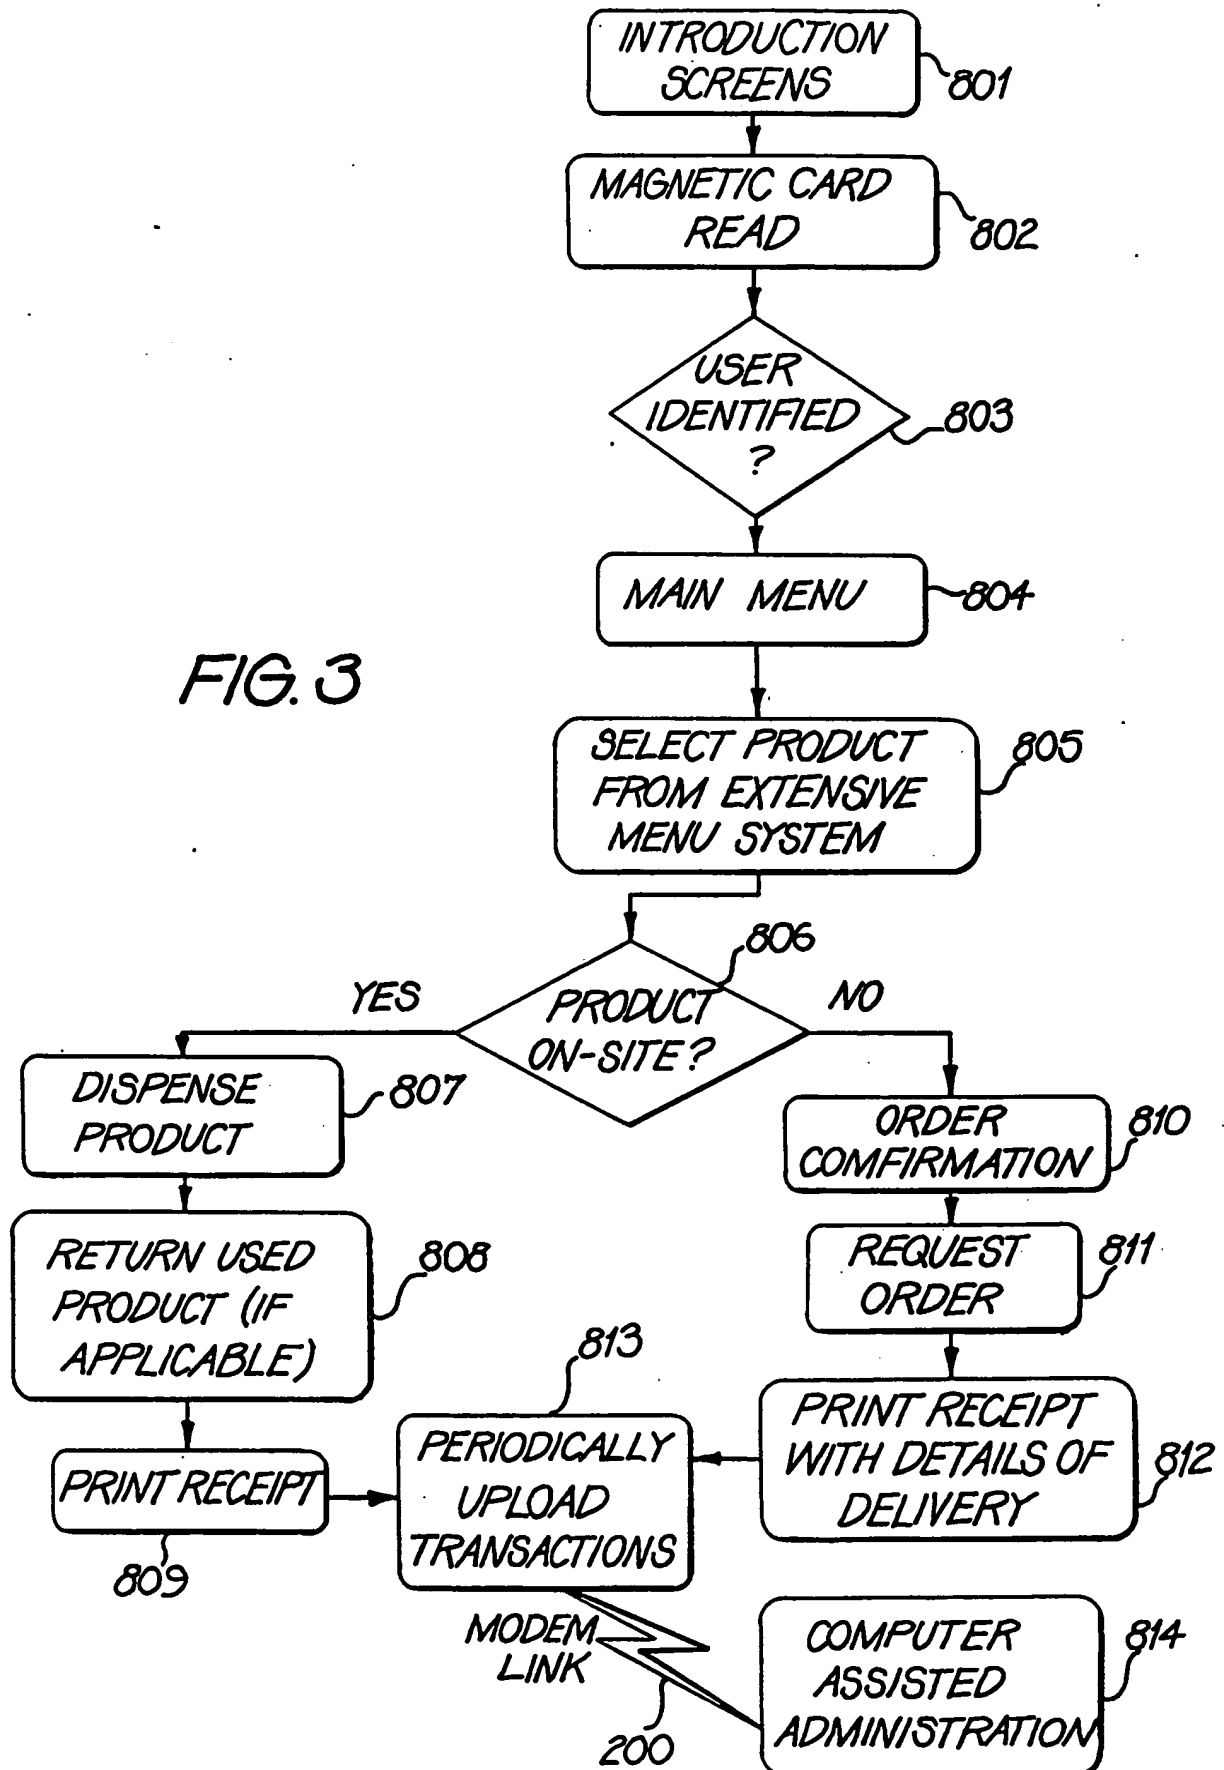 INTRODUCTION
SCREENS
801
MAGNETIC CARD
READ
802
USER
IDENTIFIED
?
803
MAIN MENU
804
FIG. 3
SELECT PRODUCT
FROM EXTENSIVE
MENU SYSTEM
805
806
YES
PRODUCT
ON-SITE?
NO
DISPENSE
PRODUCT
807
ORDER
COMFIRMATION
810
RETURN USED
PRODUCT (IF
APPLICABLE)
808
REQUEST
ORDER
811
813
PRINT RECEIPT
809
PERIODICALLY
UPLOAD
TRANSACTIONS
PRINT RECEIPT
WITH DETAILS OF
DELIVERY
812
MODEM
LINK
200
COMPUTER
ASSISTED
ADMINISTRATION
814